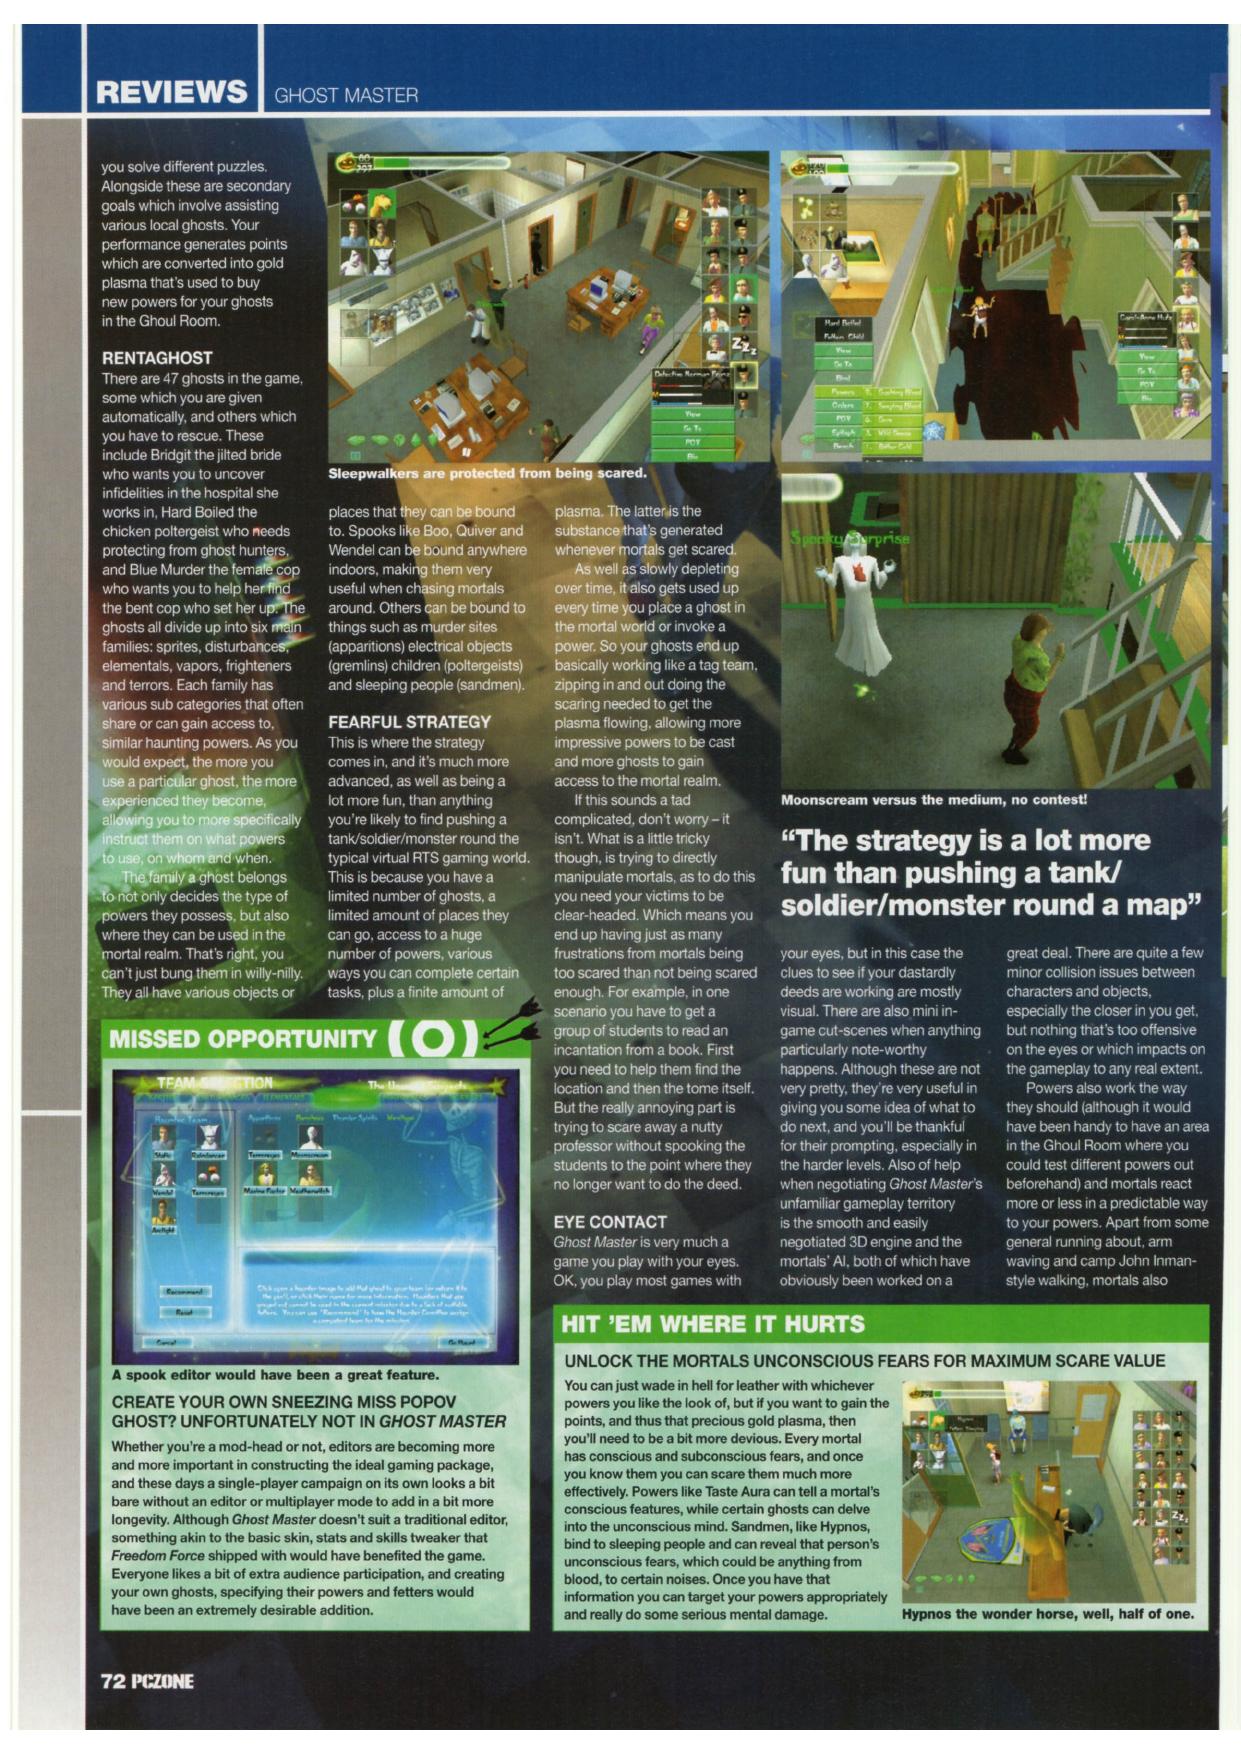 REVIEWS
GHOST MASTER
you solve different puzzles.
Alongside these are secondary
goals which involve assisting
various local ghosts. Your
performance generates points
which are converted into gold
plasma that's used to buy
new powers for your ghosts
in the Ghoul Room.
RENTAGHOST
There are 47 ghosts in the game,
some which you are given
automatically, and others which
you have to rescue. These
include Bridgit the jilted bride
who wants you to uncover
infidelities in the hospital she
works in, Hard Boiled the
chicken poltergeist who needs
protecting from ghost hunters,
and Blue Murder the female cop
who wants you to help her find
the bent cop who set her up. The
ghosts all divide up into six main
families: sprites, disturbances,
elementals, vapors, frighteners
and terrors. Each family has
various sub categories that often
share or can gain access to,
similar haunting powers. As you
would expect, the more you
use a particular ghost, the more
experienced they become,
allowing you to more specifically
instruct them on what powers
to use, on whom and when.
The family a ghost belongs
to not only decides the type of
powers they possess, but also
where they can be used in the
mortal realm. That's right, you
can't just bung them in willy-nilly.
They all have various objects or
Sleepwalkers are protected from being scared.
places that they can be bound
to. Spooks like Boo, Quiver and
Wendel can be bound anywhere
indoors, making them very
useful when chasing mortals
around. Others can be bound to
things such as murder sites
(apparitions) electrical objects
(gremlins) children (poltergeists)
and sleeping people (sandmen).
FEARFUL STRATEGY
This is where the strategy
comes in, and it's much more
advanced, as well as being a
lot more fun, than anything
you're likely to find pushing a
tank/soldier/monster round the
typical virtual RTS gaming world.
This is because you have a
limited number of ghosts, a
limited amount of places they
can go, access to a huge
number of powers, various
ways you can complete certain
tasks, plus a finite amount of
plasma. The latter is the
substance that's generated
whenever mortals get scared.
As well as slowly depleting
over time, it also gets used up
every time you place a ghost in
the mortal world or invoke a
power. So your ghosts end up
basically working like a tag team,
zipping in and out doing the
scaring needed to get the
plasma flowing, allowing more
impressive powers to be cast
and more ghosts to gain
access to the mortal realm.
If this sounds a tad
complicated, don't worry – it
isn't. What is a little tricky
though, is trying to directly
manipulate mortals, as to do this
you need your victims to be
clear-headed. Which means you
end up having just as many
frustrations from mortals being
too scared than not being scared
enough. For example, in one
scenario you have to get a
group of students to read an
incantation from a book. First
you need to help them find the
location and then the tome itself.
But the really annoying part is
trying to scare away a nutty
professor without spooking the
students to the point where they
no longer want to do the deed.
EYE CONTACT
Ghost Master is very much a
game you play with your eyes.
OK, you play most games with
Detective Norman
View
Go To
POV
Bio
Hard Boiled
View
Go To
Bind
Powers
Orders
POV
Epitaph
Bench
View
Go To
POV
Bio
Spooky Surprise
Moonscream versus the medium, no contest!
"The strategy is a lot more
fun than pushing a tank/
soldier/monster round a map"
your eyes, but in this case the
clues to see if your dastardly
deeds are working are mostly
visual. There are also mini in-
game cut-scenes when anything
particularly note-worthy
happens. Although these are not
very pretty, they're very useful in
giving you some idea of what to
do next, and you'll be thankful
for their prompting, especially in
the harder levels. Also of help
when negotiating Ghost Master's
unfamiliar gameplay territory
is the smooth and easily
negotiated 3D engine and the
mortals' AI, both of which have
obviously been worked on a
great deal. There are quite a few
minor collision issues between
characters and objects,
especially the closer in you get,
but nothing that's too offensive
on the eyes or which impacts on
the gameplay to any real extent.
Powers also work the way
they should (although it would
have been handy to have an area
in the Ghoul Room where you
could test different powers out
beforehand) and mortals react
more or less in a predictable way
to your powers. Apart from some
general running about, arm
waving and camp John Inman-
style walking, mortals also
MISSED OPPORTUNITY
TEAM SELECTION
Static
Raindancer
Wendel
Terroreyes
Arclight
Terroreyes
Moonscream
Maxine Factor
Weatherwitch
Recommend
Reset
Cancel
A spook editor would have been a great feature.
CREATE YOUR OWN SNEEZING MISS POPOV
GHOST? UNFORTUNATELY NOT IN GHOST MASTER
Whether you're a mod-head or not, editors are becoming more
and more important in constructing the ideal gaming package,
and these days a single-player campaign on its own looks a bit
bare without an editor or multiplayer mode to add in a bit more
longevity. Although Ghost Master doesn't suit a traditional editor,
something akin to the basic skin, stats and skills tweaker that
Freedom Force shipped with would have benefited the game.
Everyone likes a bit of extra audience participation, and creating
your own ghosts, specifying their powers and fetters would
have been an extremely desirable addition.
HIT 'EM WHERE IT HURTS
UNLOCK THE MORTALS UNCONSCIOUS FEARS FOR MAXIMUM SCARE VALUE
You can just wade in hell for leather with whichever
powers you like the look of, but if you want to gain the
points, and thus that precious gold plasma, then
you'll need to be a bit more devious. Every mortal
has conscious and subconscious fears, and once
you know them you can scare them much more
effectively. Powers like Taste Aura can tell a mortal's
conscious features, while certain ghosts can delve
into the unconscious mind. Sandmen, like Hypnos,
bind to sleeping people and can reveal that person's
unconscious fears, which could be anything from
blood, to certain noises. Once you have that
information you can target your powers appropriately
and really do some serious mental damage.
Hypnos the wonder horse, well, half of one.
72 PCZONE